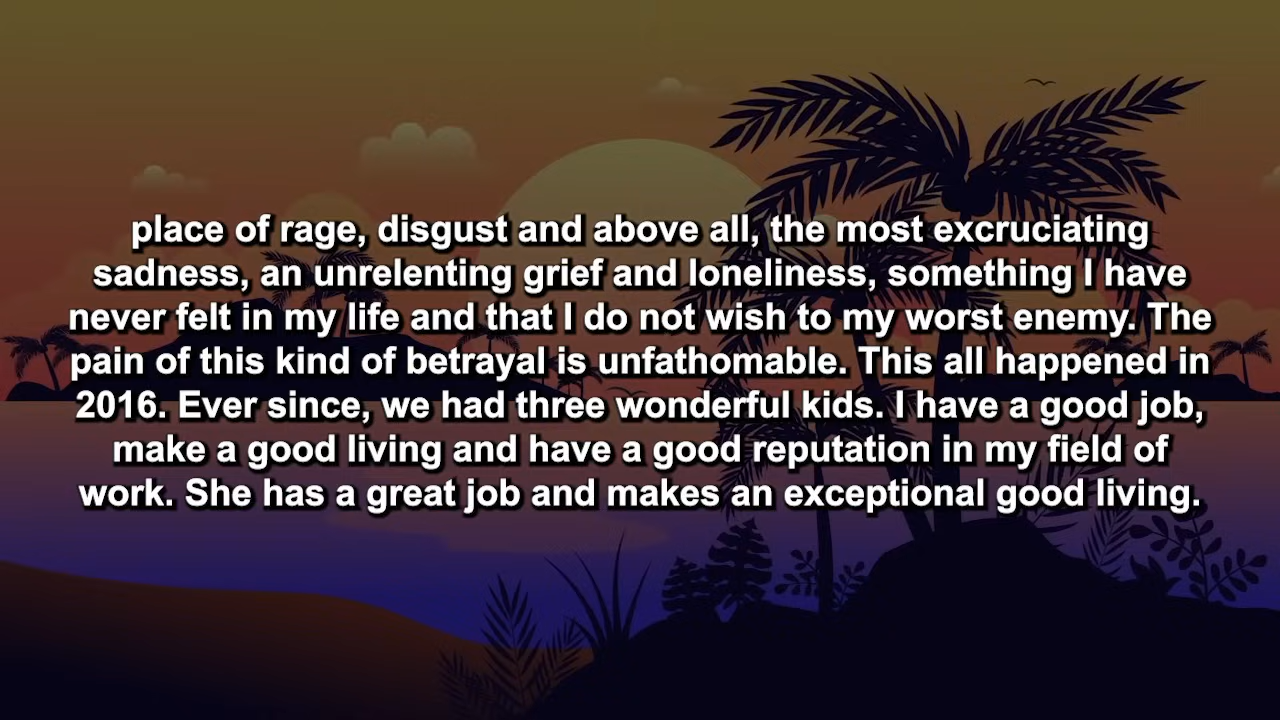 place of rage, disgust and above all, the most excruciating
sadness, an unrelenting grief and loneliness, something I have
never felt in my life and that I do not wish to my worst enemy. The
pain of this kind of betrayal is unfathomable. This all happened in
2016. Ever since, we had three wonderful kids. I have a good job,
make a good living and have a good reputation in my field of
work. She has a great job and makes an exceptional good living.